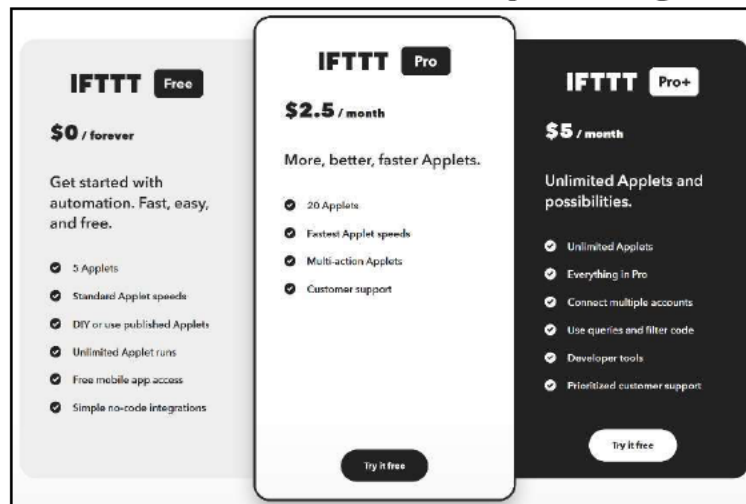 IFTTT Free
$0 / forever
Get started with
automation. Fast, easy,
and free.
5 Applets
Standard Applet speeds
DIY or use published Applets
Unlimited Applet runs
Free mobile app access
Simple no-code integrations
IFTTT Pro
$2.5 / month
More, better, faster Applets.
20 Applets
Fastest Applet speeds
Multi-action Applets
Customer support
Try it free
IFTTT Pro+
$5 / month
Unlimited Applets and
possibilities.
Unlimited Applets
Everything in Pro
Connect multiple accounts
Use queries and filter code
Developer tools
Prioritized customer support
Try it free